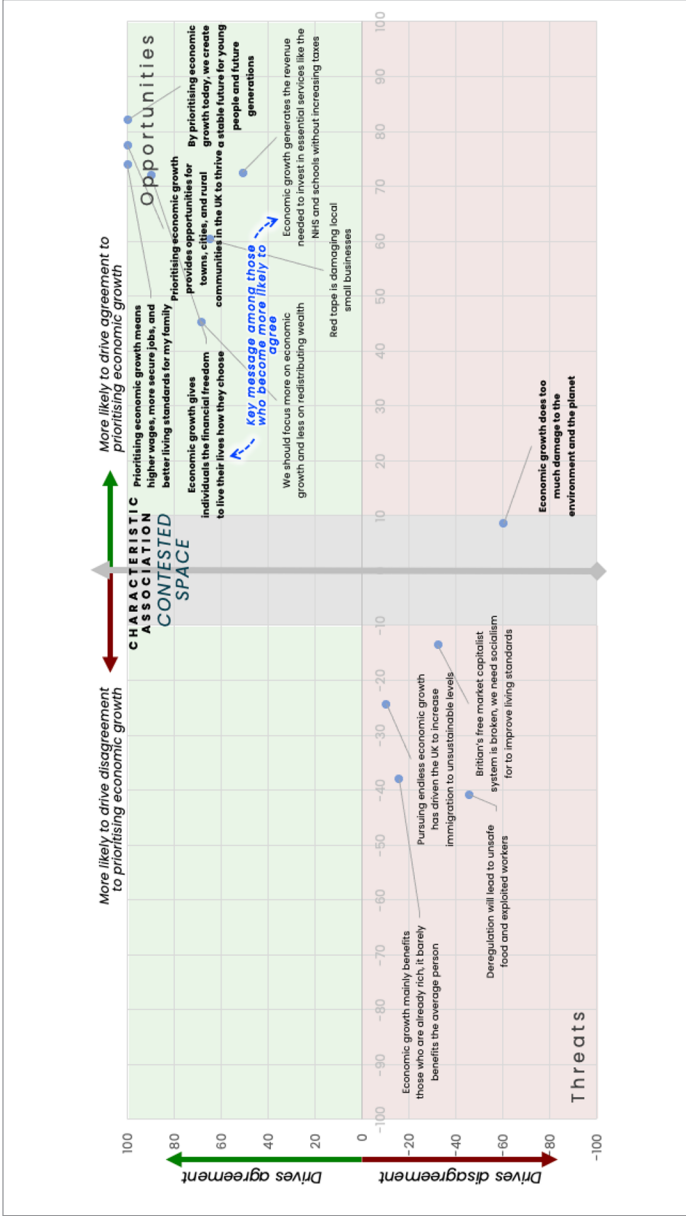 More likely to drive disagreement
to prioritising economic growth
More likely to drive agreement to
prioritising economic growth
CHARACTERISTIC
ASSOCIATION
CONTESTED
SPACE
Opportunities
Prioritising economic growth means
higher wages, more secure jobs, and
better living standards for my family
Prioritising economic growth
provides opportunities for
towns, cities, and rural
communities in the UK to thrive
By prioritising economic
growth today, we create
a stable future for young
people and future
generations
Economic growth gives
individuals the financial freedom
to live their lives how they choose
Key message among those
who become more likely to
agree
Economic growth generates the revenue
needed to invest in essential services like the
NHS and schools without increasing taxes
We should focus more on economic
growth and less on redistributing wealth
Red tape is damaging local
small businesses
Economic growth does too
much damage to the
environment and the planet
Pursuing endless economic growth
has driven the UK to increase
immigration to unsustainable levels
Britian's free market capitalist
system is broken, we need socialism
for to improve living standards
Economic growth mainly benefits
those who are already rich, it barely
benefits the average person
Deregulation will lead to unsafe
food and exploited workers
Threats
Drives agreement
Drives disagreement
100
80
60
40
20
0
-20
-40
-60
-80
-100
-100
-90
-80
-70
-60
-50
-40
-30
-20
-10
10
20
30
40
50
60
70
80
90
100